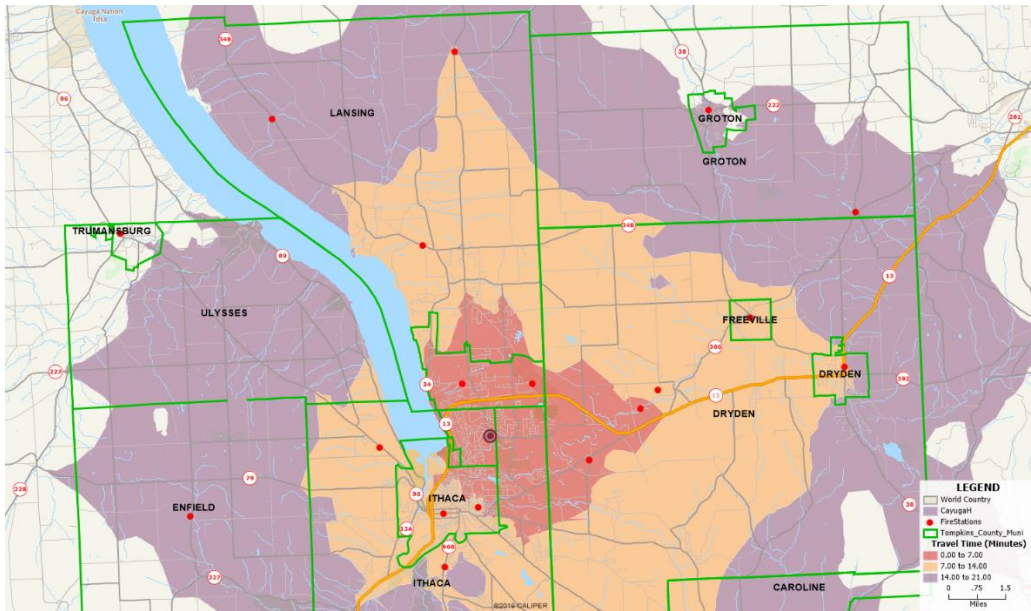 Cayuga Nation
Tdsa
34B
38
96
LANSING
GROTON
222
281
GROTON
TRUMANSBURG
34B
89
13
ULYSSES
FREEVILLE
366
227
34
DRYDEN
392
13
DRYDEN
13
79
228
96
38
ENFIELD
ITHACA
13A
96B
327
ITHACA
CAROLINE
©2019 CALIPER
LEGEND
World Country
CayugaH
FireStations
Tompkins_County_Muni
Travel Time (Minutes)
0.00 to 7.00
7.00 to 14.00
14.00 to 21.00
0 .75 1.5
Miles